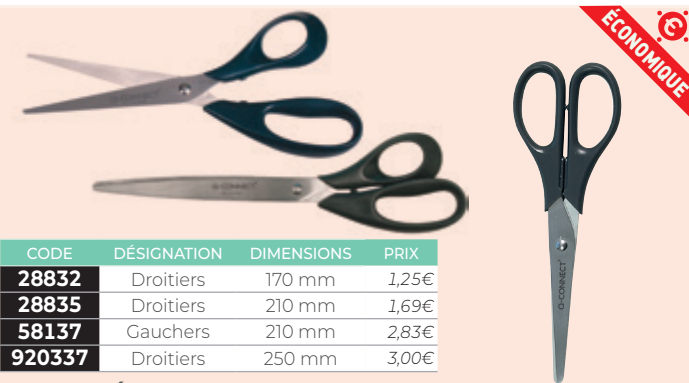 ÉCONOMIQUE
€
Q-CONNECT
Q-CONNECT
CODE DÉSIGNATION DIMENSIONS PRIX
28832 Droitiers 170 mm 1,25€
28835 Droitiers 210 mm 1,69€
58137 Gauchers 210 mm 2,83€
920337 Droitiers 250 mm 3,00€